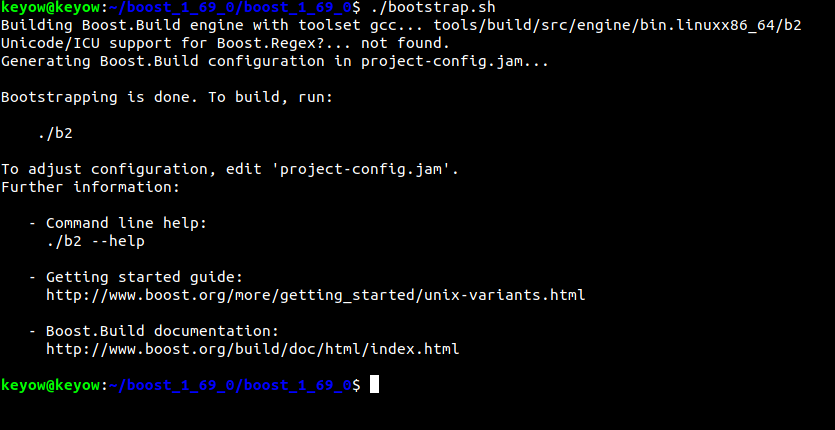 keyow@keyow:~/boost_1_69_0/boost_1_69_0$ ./bootstrap.sh
Building Boost.Build engine with toolset gcc... tools/build/src/engine/bin.linuxx86_64/b2
Unicode/ICU support for Boost.Regex?... not found.
Generating Boost.Build configuration in project-config.jam...
Bootstrapping is done. To build, run:
./b2
To adjust configuration, edit 'project-config.jam'.
Further information:
- Command line help:
./b2 --help
- Getting started guide:
http://www.boost.org/more/getting_started/unix-variants.html
- Boost.Build documentation:
http://www.boost.org/build/doc/html/index.html
keyow@keyow:~/boost_1_69_0/boost_1_69_0$